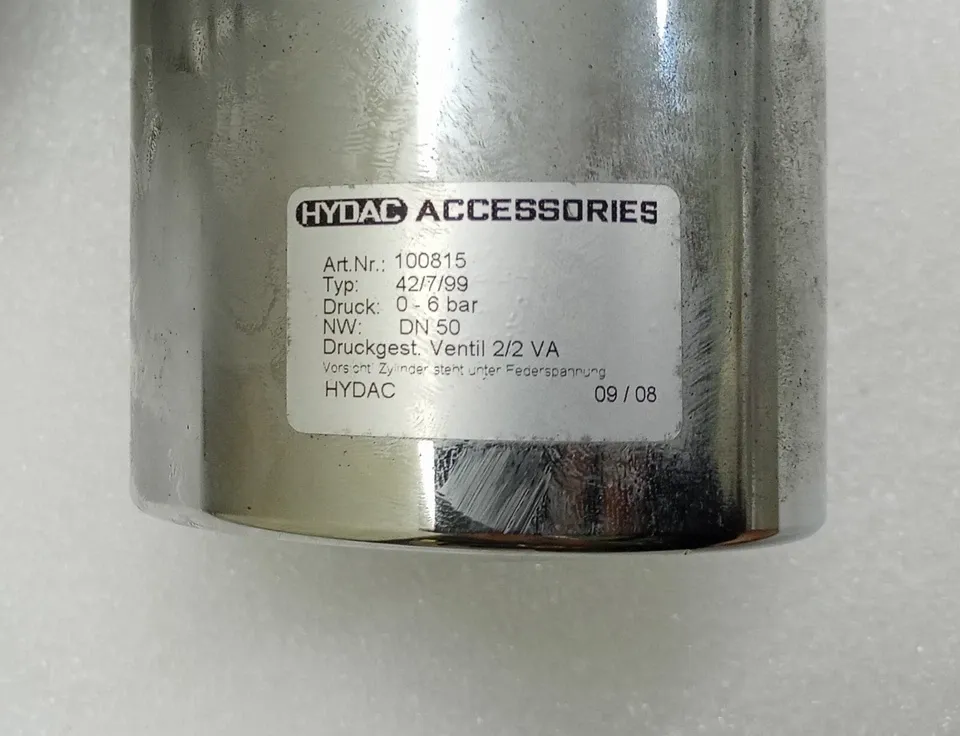 HYDAC ACCESSORIES
Art.Nr.: 100815
Typ: 42/7/99
Druck: 0 - 6 bar
NW: DN 50
Druckgest. Ventil 2/2 VA
Vorsicht! Zylinder steht unter Federspannung
HYDAC 09 / 08